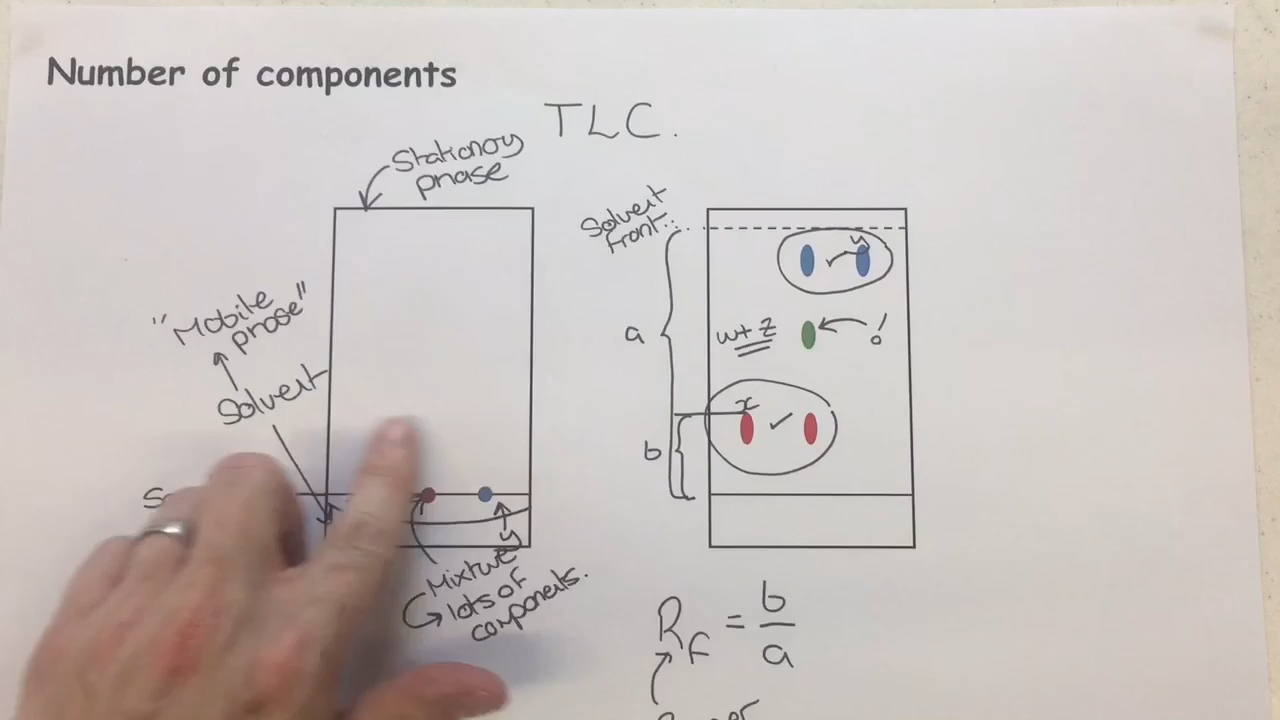 Number of components
TLC.
Stationary
phase
Solvent
front
"Mobile
phase"
Solvent
a
y
w+z
!
x
b
y
Mixture
lots of
components.
Rf = b
a